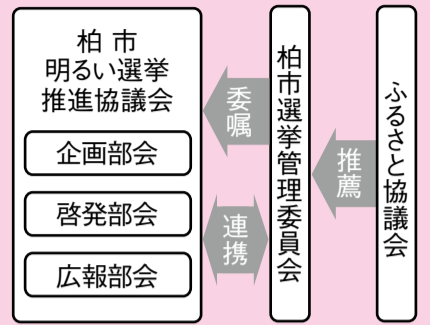 柏市
明るい選挙
推進協議会
企画部会
啓発部会
広報部会
委嘱
連携
柏市選挙管理委員会
推薦
ふるさと協議会